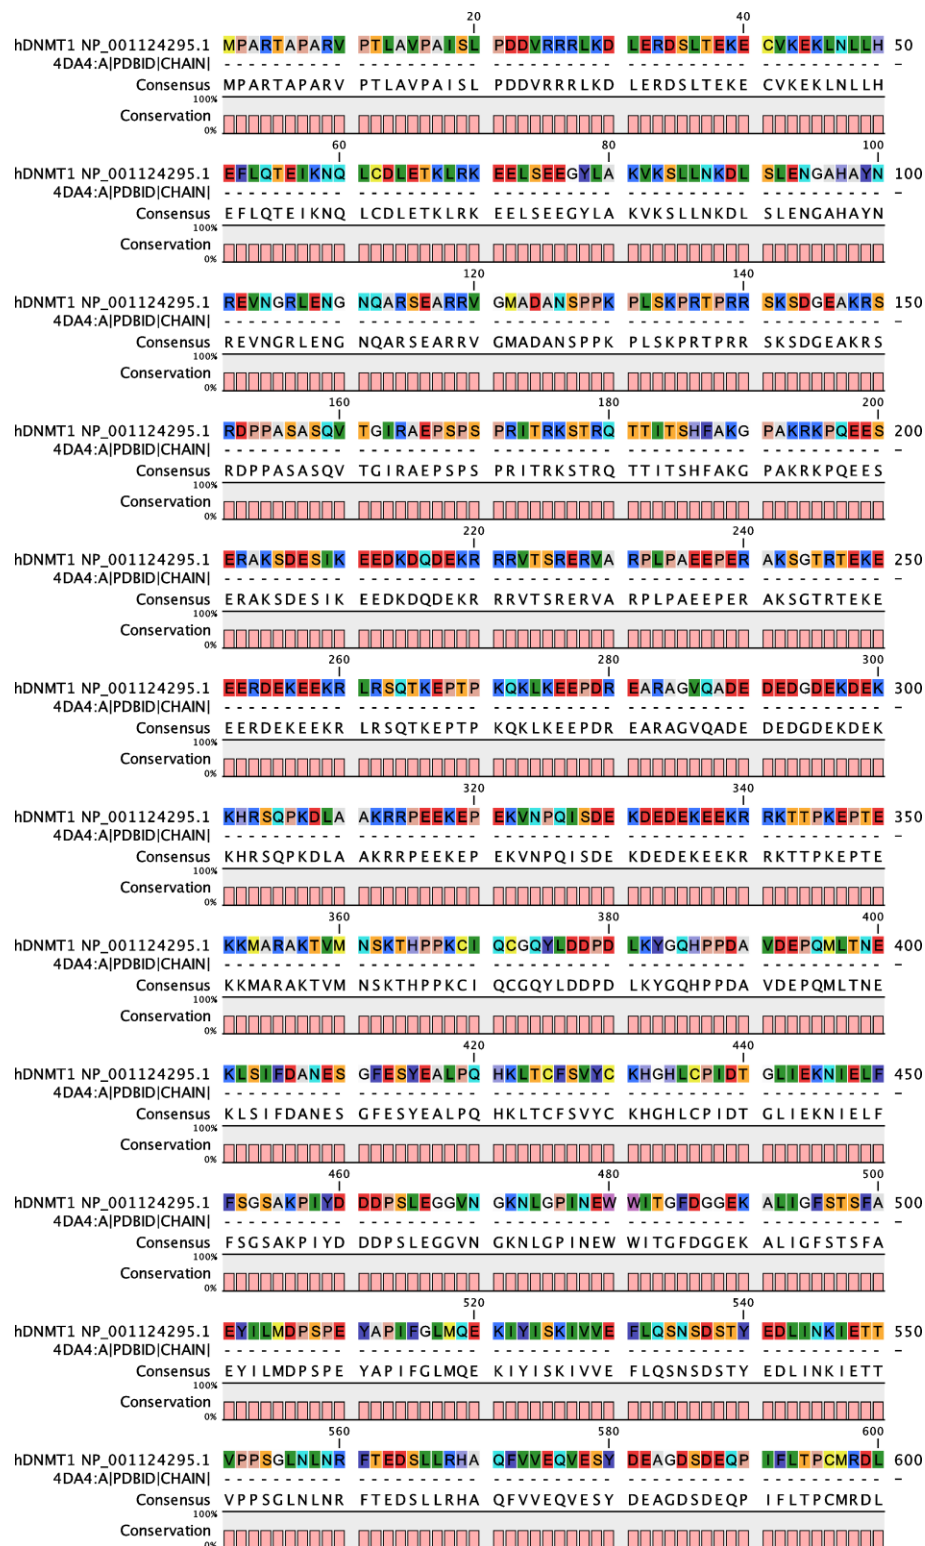 20 40
hDNMT1 NP_001124295.1 MPARTAPARV PTLAVPAISL PDDVRRRLKD LERDSLTEKE CVKEKLNLLH 50
4DA4:A|PDBID|CHAIN| - - - - - - - - - - - - - - - - - - - - - - - - - - - - - - - - - - - - - - - - - - - - - - - - - - -
Consensus MPARTAPARV PTLAVPAISL PDDVRRRLKD LERDSLTEKE CVKEKLNLLH
100%
Conservation
0%
60 80 100
hDNMT1 NP_001124295.1 EFLQTEIKNQ LCDLETKLRK EELSEEGYLA KVKSLLNKDL SLENGAHAYN 100
4DA4:A|PDBID|CHAIN| - - - - - - - - - - - - - - - - - - - - - - - - - - - - - - - - - - - - - - - - - - - - - - - - - - -
Consensus EFLQTEIKNQ LCDLETKLRK EELSEEGYLA KVKSLLNKDL SLENGAHAYN
100%
Conservation
0%
120 140
hDNMT1 NP_001124295.1 REVNGRLENG NQARSEARRV GMADANSPPK PLSKPRTPRR SKSDGEAKRS 150
4DA4:A|PDBID|CHAIN| - - - - - - - - - - - - - - - - - - - - - - - - - - - - - - - - - - - - - - - - - - - - - - - - - - -
Consensus REVNGRLENG NQARSEARRV GMADANSPPK PLSKPRTPRR SKSDGEAKRS
100%
Conservation
0%
160 180 200
hDNMT1 NP_001124295.1 RDPPASASQV TGIRAEPSPS PRITRKSTRQ TTITSHFAKG PAKRKPQEES 200
4DA4:A|PDBID|CHAIN| - - - - - - - - - - - - - - - - - - - - - - - - - - - - - - - - - - - - - - - - - - - - - - - - - - -
Consensus RDPPASASQV TGIRAEPSPS PRITRKSTRQ TTITSHFAKG PAKRKPQEES
100%
Conservation
0%
220 240
hDNMT1 NP_001124295.1 ERAKSDESIK EEDKDQDEKR RRVTSRERVA RPLPAEEPER AKSGTRTEKE 250
4DA4:A|PDBID|CHAIN| - - - - - - - - - - - - - - - - - - - - - - - - - - - - - - - - - - - - - - - - - - - - - - - - - - -
Consensus ERAKSDESIK EEDKDQDEKR RRVTSRERVA RPLPAEEPER AKSGTRTEKE
100%
Conservation
0%
260 280 300
hDNMT1 NP_001124295.1 EERDEKEEKR LRSQTKEPTP KQKLKEEPDR EARAGVQADE DEDGDEKDEK 300
4DA4:A|PDBID|CHAIN| - - - - - - - - - - - - - - - - - - - - - - - - - - - - - - - - - - - - - - - - - - - - - - - - - - -
Consensus EERDEKEEKR LRSQTKEPTP KQKLKEEPDR EARAGVQADE DEDGDEKDEK
100%
Conservation
0%
320 340
hDNMT1 NP_001124295.1 KHRSQPKDLA AKRRPEEKEP EKVNPQISDE KDEDEKEEKR RKTTPKEPTE 350
4DA4:A|PDBID|CHAIN| - - - - - - - - - - - - - - - - - - - - - - - - - - - - - - - - - - - - - - - - - - - - - - - - - - -
Consensus KHRSQPKDLA AKRRPEEKEP EKVNPQISDE KDEDEKEEKR RKTTPKEPTE
100%
Conservation
0%
360 380 400
hDNMT1 NP_001124295.1 KKMARAKTVM NSKTHPPKCI QCGQYLDDPD LKYGQHPPDA VDEPQMLTNE 400
4DA4:A|PDBID|CHAIN| - - - - - - - - - - - - - - - - - - - - - - - - - - - - - - - - - - - - - - - - - - - - - - - - - - -
Consensus KKMARAKTVM NSKTHPPKCI QCGQYLDDPD LKYGQHPPDA VDEPQMLTNE
100%
Conservation
0%
420 440
hDNMT1 NP_001124295.1 KLSIFDANES GFESYEALPQ HKLTCFSVYC KHGHLCPIDT GLIEKNIELF 450
4DA4:A|PDBID|CHAIN| - - - - - - - - - - - - - - - - - - - - - - - - - - - - - - - - - - - - - - - - - - - - - - - - - - -
Consensus KLSIFDANES GFESYEALPQ HKLTCFSVYC KHGHLCPIDT GLIEKNIELF
100%
Conservation
0%
460 480 500
hDNMT1 NP_001124295.1 FSGSAKPIYD DDPSLEGGVN GKNLGPINEW WITGFDGGEK ALIGFSTSFA 500
4DA4:A|PDBID|CHAIN| - - - - - - - - - - - - - - - - - - - - - - - - - - - - - - - - - - - - - - - - - - - - - - - - - - -
Consensus FSGSAKPIYD DDPSLEGGVN GKNLGPINEW WITGFDGGEK ALIGFSTSFA
100%
Conservation
0%
520 540
hDNMT1 NP_001124295.1 EYILMDPSPE YAPIFGLMQE KIYISKIVVE FLQSNSDSTY EDLINKIETT 550
4DA4:A|PDBID|CHAIN| - - - - - - - - - - - - - - - - - - - - - - - - - - - - - - - - - - - - - - - - - - - - - - - - - - -
Consensus EYILMDPSPE YAPIFGLMQE KIYISKIVVE FLQSNSDSTY EDLINKIETT
100%
Conservation
0%
560 580 600
hDNMT1 NP_001124295.1 VPPSGLNLNR FTEDSLLRHA QFVVEQVESY DEAGDSDEQP IFLTPCMRDL 600
4DA4:A|PDBID|CHAIN| - - - - - - - - - - - - - - - - - - - - - - - - - - - - - - - - - - - - - - - - - - - - - - - - - - -
Consensus VPPSGLNLNR FTEDSLLRHA QFVVEQVESY DEAGDSDEQP IFLTPCMRDL
100%
Conservation
0%